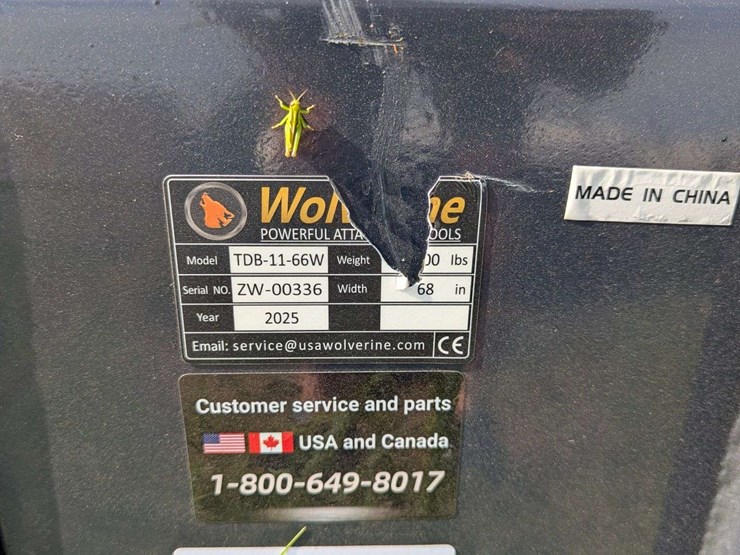 Wol ne
POWERFUL ATTA OOLS
MADE IN CHINA
Model TDB-11-66W Weight 00 lbs
Serial NO. ZW-00336 Width 68 in
Year 2025
Email: service@usawolverine.com CE
Customer service and parts
USA and Canada
1-800-649-8017